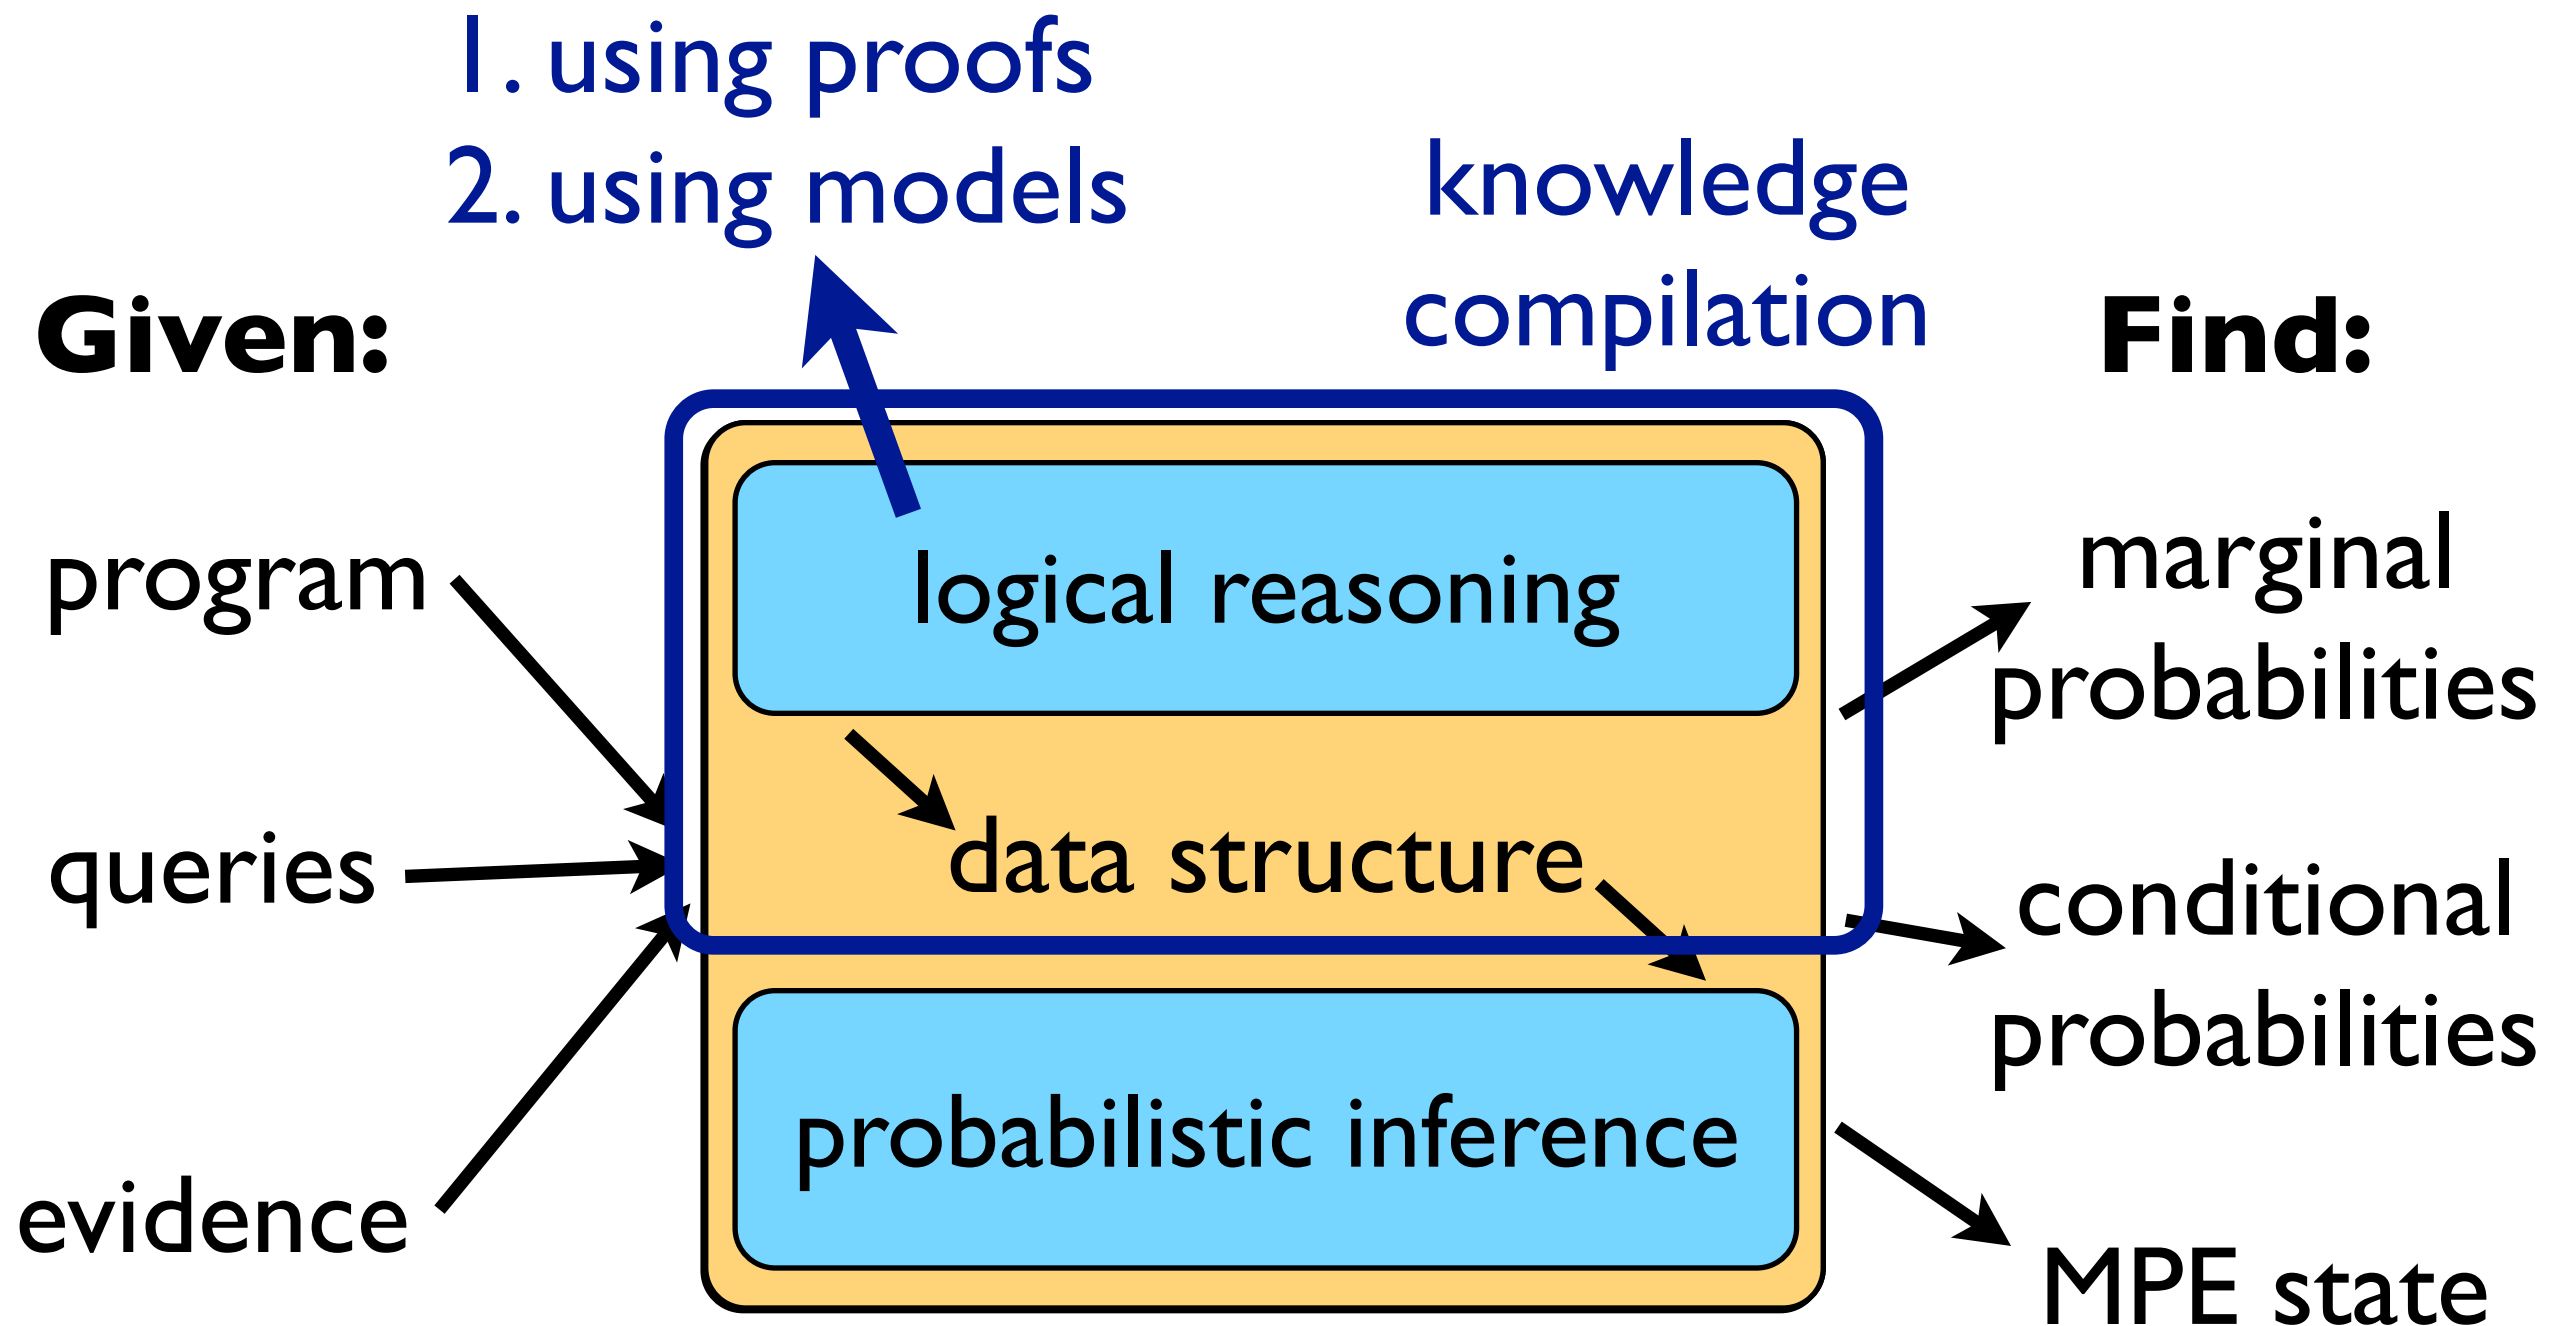 1. using proofs
2. using models
knowledge
compilation
Given:
Find:
program
queries
evidence
logical reasoning
data structure
probabilistic inference
marginal
probabilities
conditional
probabilities
MPE state